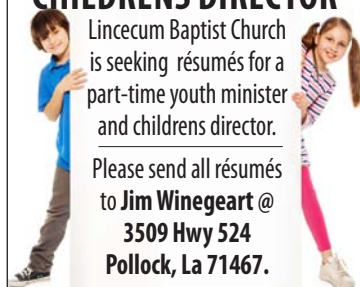 CHILDRENS DIRECTOR
Lincecum Baptist Church
is seeking résumés for a
part-time youth minister
and childrens director.
Please send all résumés
to Jim Winegeart @
3509 Hwy 524
Pollock, La 71467.